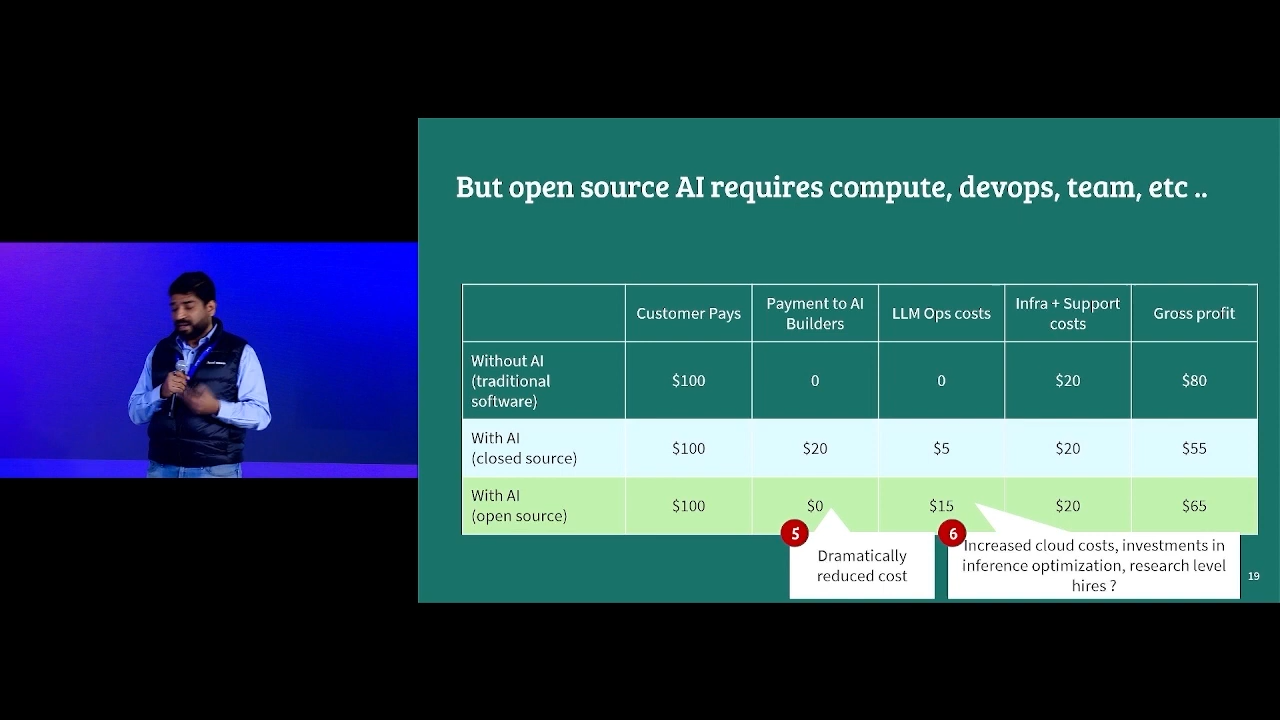 But open source AI requires compute, devops, team, etc ..
Customer Pays
Payment to AI
Builders
LLM Ops costs
Infra + Support
costs
Gross profit
Without AI
(traditional
software)
$100
0
0
$20
$80
With AI
(closed source)
$100
$20
$5
$20
$55
With AI
(open source)
$100
$0
$15
$20
$65
5
Dramatically
reduced cost
6
Increased cloud costs, investments in
inference optimization, research level
hires ?
19